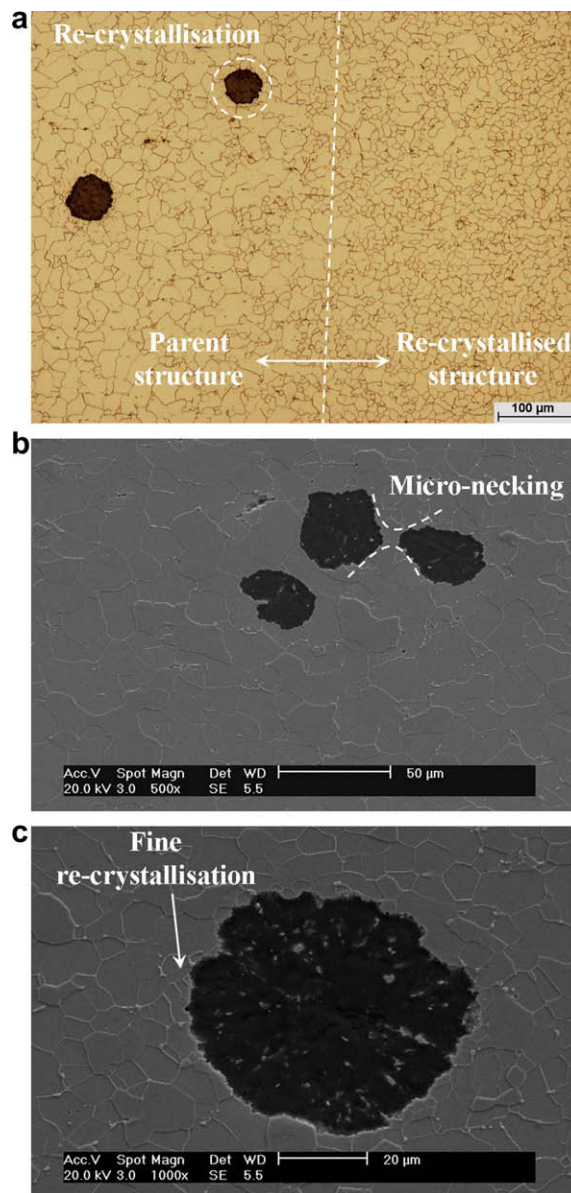 a
Re-crystallisation
Parent
structure
Re-crystallised
structure
100 µm
b
Micro-necking
Acc.V Spot Magn Det WD
20.0 kV 3.0 500x SE 5.5
50 µm
c
Fine
re-crystallisation
Acc.V Spot Magn Det WD
20.0 kV 3.0 1000x SE 5.5
20 µm